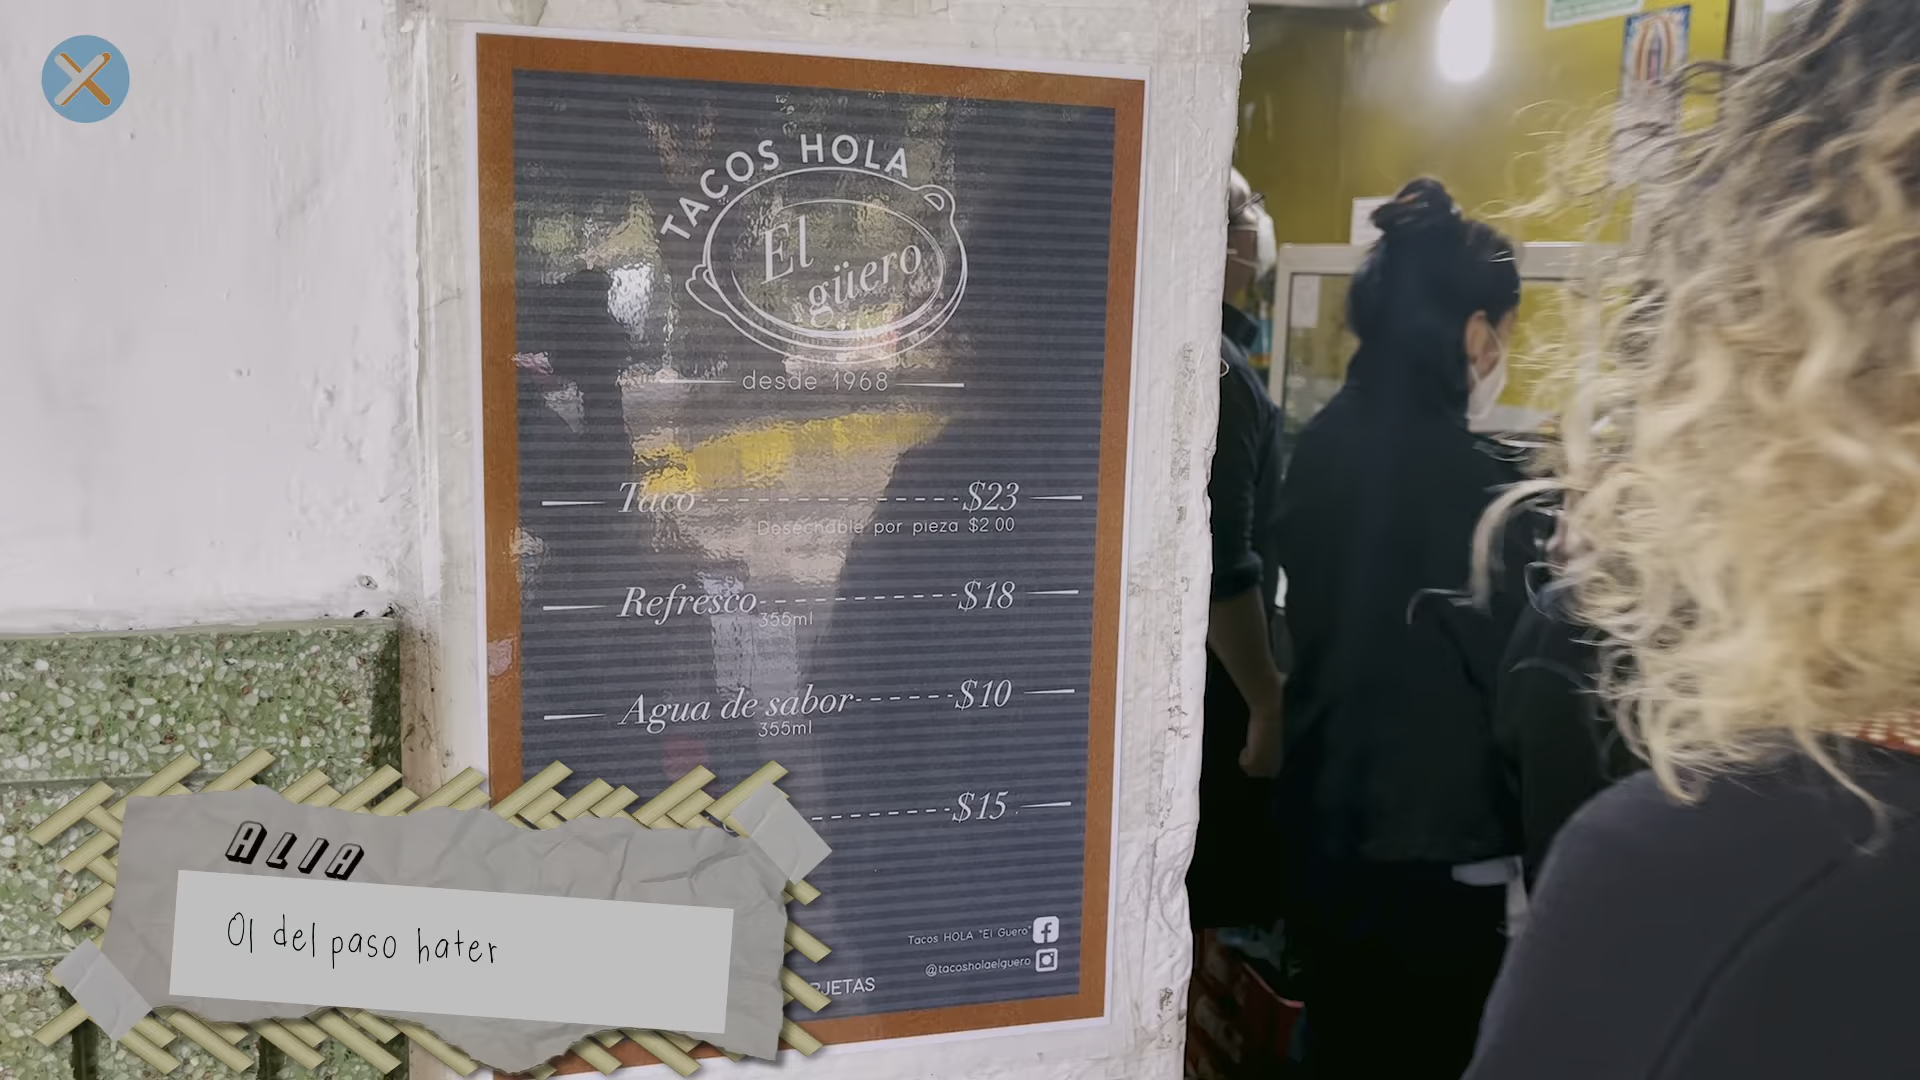 TACOS HOLA
El
güero
desde 1968
Taco $23
Desechable por pieza $2.00
Refresco $18
355ml
Agua de sabor $10
355ml
$15
Tacos HOLA "El Guero"
@tacosholaelguero
ALIA
Ol del paso hater